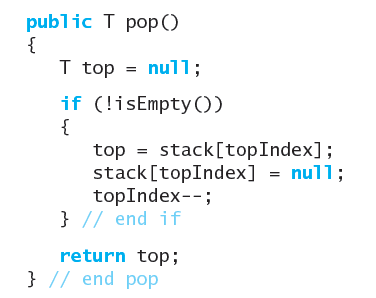 public T pop()
{
T top = null;
if (!isEmpty())
{
top = stack[topIndex];
stack[topIndex] = null;
topIndex--;
} // end if
return top;
} // end pop